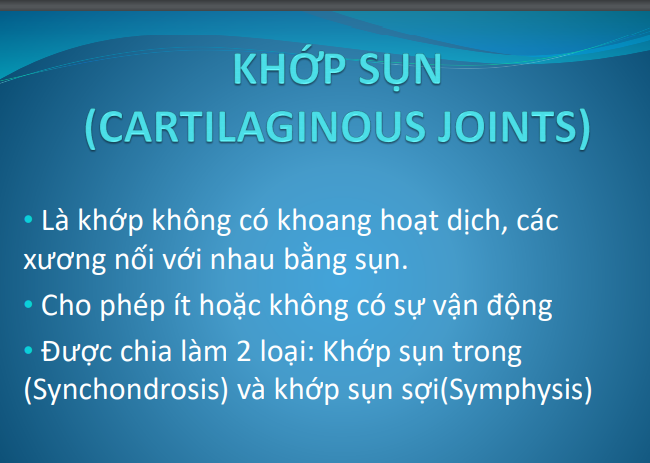 KHỚP SỤN
(CARTILAGINOUS JOINTS)
• Là khớp không có khoang hoạt dịch, các
xương nối với nhau bằng sụn.
• Cho phép ít hoặc không có sự vận động
• Được chia làm 2 loại: Khớp sụn trong
(Synchondrosis) và khớp sụn sợi(Symphysis)